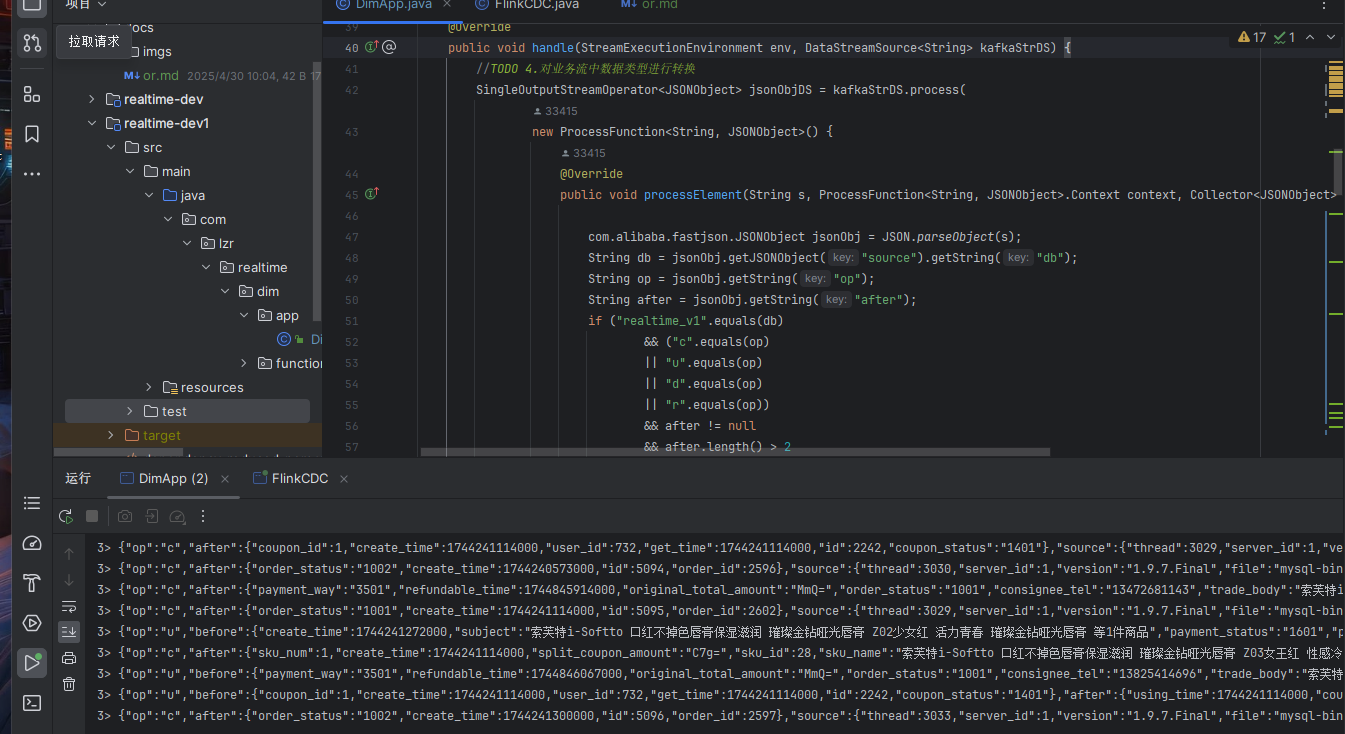 项目
DimApp.java
FlinkCDC.java
M↓ or.md
拉取请求
docs
imgs
M↓ or.md 2025/4/30 10:04, 42 B 17
realtime-dev
realtime-dev1
src
main
java
com
lzr
realtime
dim
app
Di
function
resources
test
target
17 1
39 @Override
40 public void handle(StreamExecutionEnvironment env, DataStreamSource<String> kafkaStrDS) {
41 //TODO 4.对业务流中数据类型进行转换
42 SingleOutputStreamOperator<JSONObject> jsonObjDS = kafkaStrDS.process(
33415
43 new ProcessFunction<String, JSONObject>() {
33415
44 @Override
45 public void processElement(String s, ProcessFunction<String, JSONObject>.Context context, Collector<JSONObject>
46
47 com.alibaba.fastjson.JSONObject jsonObj = JSON.parseObject(s);
48 String db = jsonObj.getJSONObject( key: "source").getString( key: "db");
49 String op = jsonObj.getString( key: "op");
50 String after = jsonObj.getString( key: "after");
51 if ("realtime_v1".equals(db)
52 && ("c".equals(op)
53 || "u".equals(op)
54 || "d".equals(op)
55 || "r".equals(op))
56 && after != null
57 && after.length() > 2
运行 DimApp (2) FlinkCDC
3> {"op":"c","after":{"coupon_id":1,"create_time":1744241114000,"user_id":732,"get_time":1744241114000,"id":2242,"coupon_status":"1401"},"source":{"thread":3029,"server_id":1,"ve
3> {"op":"c","after":{"order_status":"1002","create_time":1744240573000,"id":5094,"order_id":2596},"source":{"thread":3030,"server_id":1,"version":"1.9.7.Final","file":"mysql-bin
3> {"op":"c","after":{"payment_way":"3501","refundable_time":1744845914000,"original_total_amount":"MmQ=","order_status":"1001","consignee_tel":"13472681143","trade_body":"索芙特i
3> {"op":"c","after":{"order_status":"1001","create_time":1744241114000,"id":5095,"order_id":2602},"source":{"thread":3029,"server_id":1,"version":"1.9.7.Final","file":"mysql-bin
3> {"op":"u","before":{"create_time":1744241272000,"subject":"索芙特i-Softto 口红不掉色唇膏保湿滋润 璀璨金钻哑光唇膏 Z02少女红 活力青春 璀璨金钻哑光唇膏 等1件商品","payment_status":"1601","p
3> {"op":"c","after":{"sku_num":1,"create_time":1744241114000,"split_coupon_amount":"C7g=","sku_id":28,"sku_name":"索芙特i-Softto 口红不掉色唇膏保湿滋润 璀璨金钻哑光唇膏 Z03女王红 性感冷
3> {"op":"u","before":{"payment_way":"3501","refundable_time":1744846067000,"original_total_amount":"MmQ=","order_status":"1001","consignee_tel":"13825414696","trade_body":"索芙特
3> {"op":"u","before":{"coupon_id":1,"create_time":1744241114000,"user_id":732,"get_time":1744241114000,"id":2242,"coupon_status":"1401"},"after":{"using_time":1744241114000,"cou
3> {"op":"c","after":{"order_status":"1002","create_time":1744241300000,"id":5096,"order_id":2597},"source":{"thread":3033,"server_id":1,"version":"1.9.7.Final","file":"mysql-bin